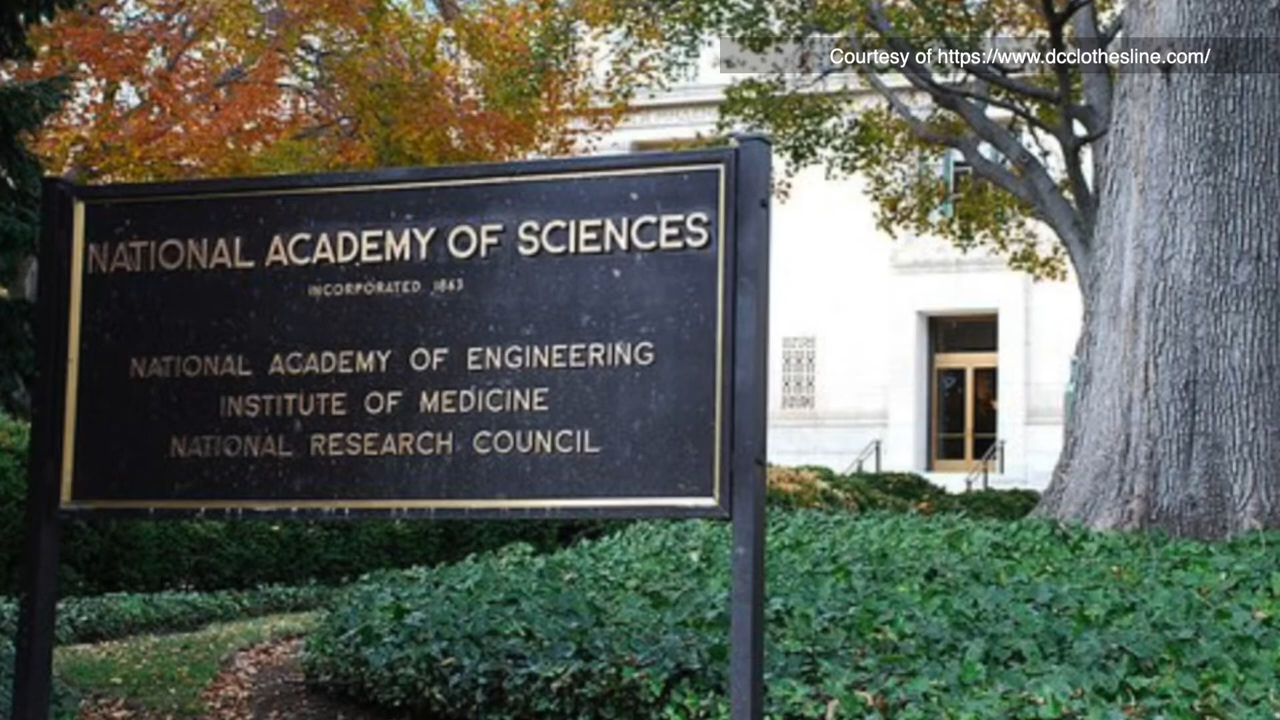 Courtesy of https://www.dcclothesline.com/
NATIONAL ACADEMY OF SCIENCES
INCORPORATED 1863
NATIONAL ACADEMY OF ENGINEERING
INSTITUTE OF MEDICINE
NATIONAL RESEARCH COUNCIL